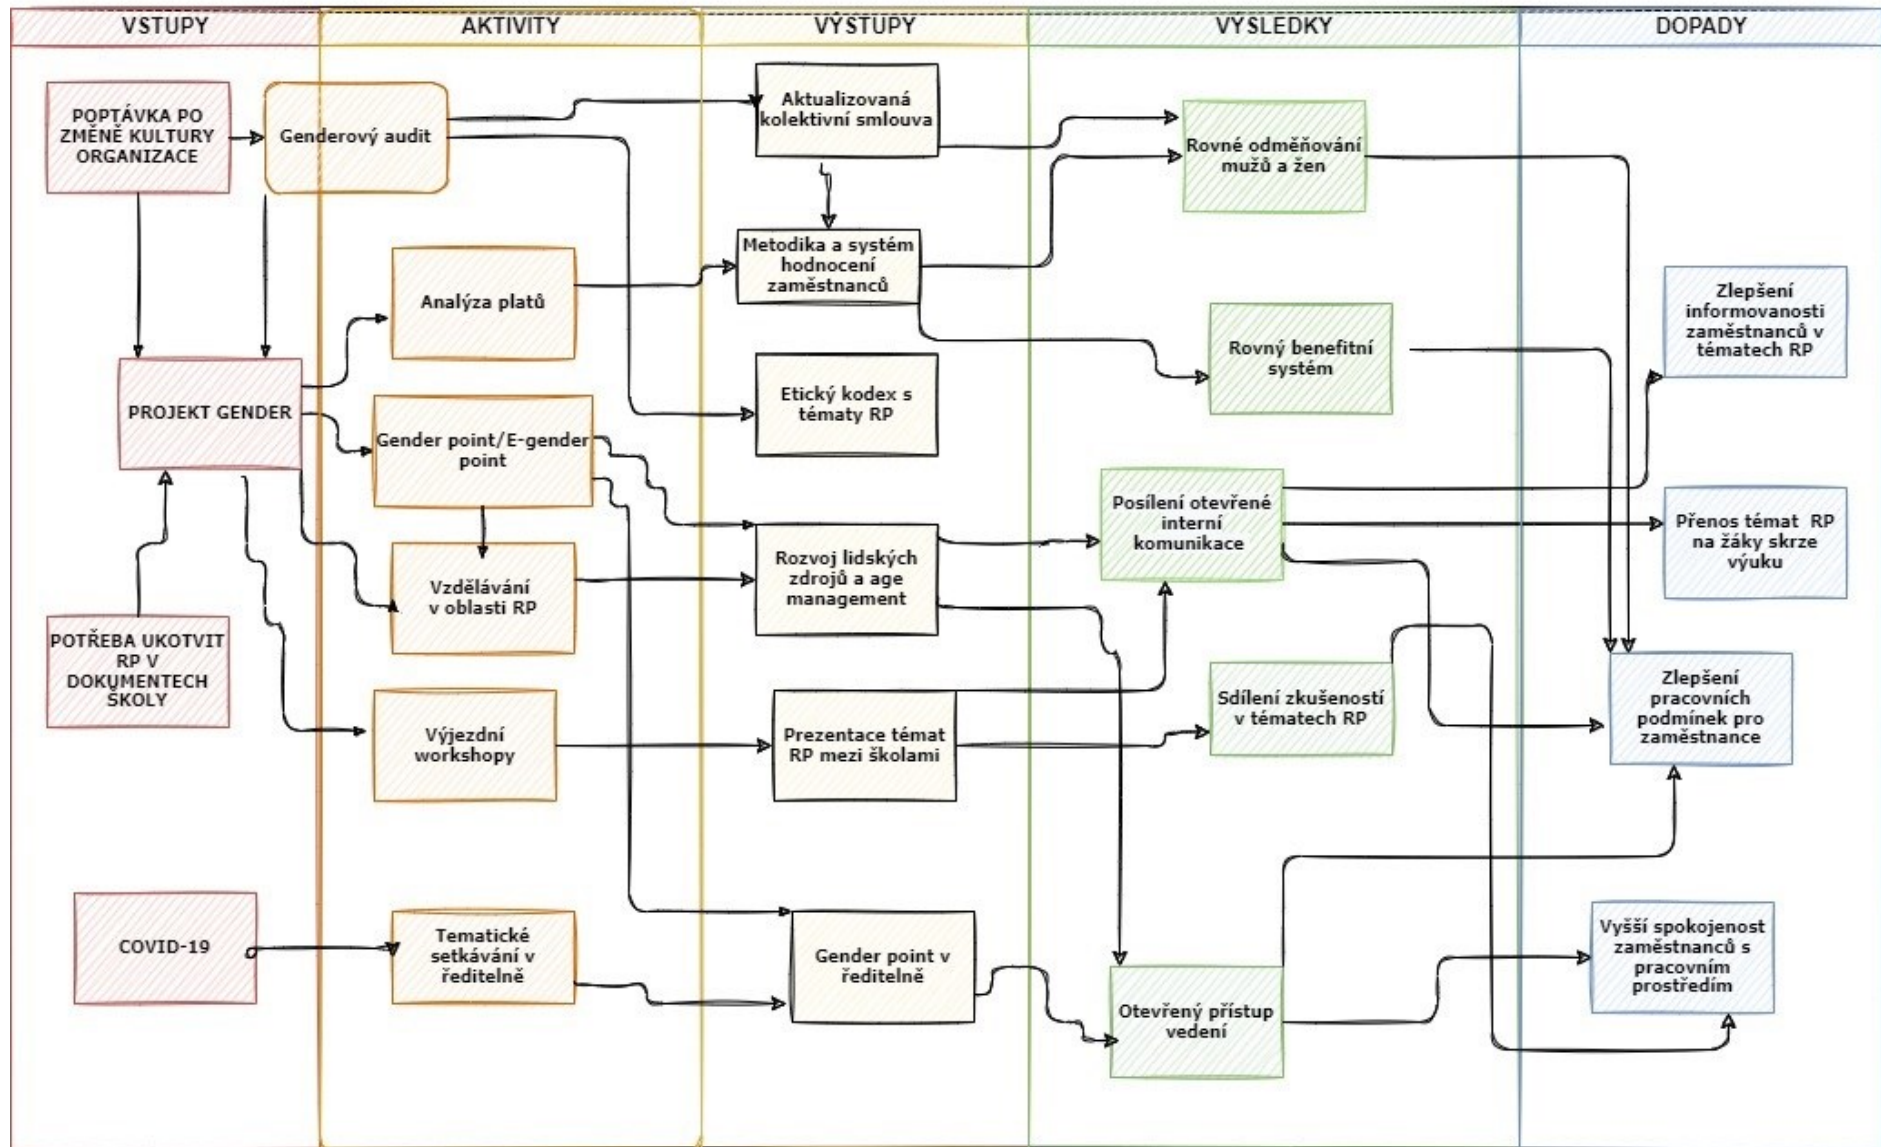 VSTUPY
AKTIVITY
VÝSTUPY
VÝSLEDKY
DOPADY
POPTÁVKA PO
ZMĚNĚ KULTURY
ORGANIZACE
PROJEKT GENDER
POTŘEBA UKOTVIT
RP V
DOKUMENTECH
ŠKOLY
COVID-19
Genderový audit
Analýza platů
Gender point/E-gender
point
Vzdělávání
v oblasti RP
Výjezdní
workshopy
Tematické
setkávání v
ředitelně
Aktualizovaná
kolektivní smlouva
Metodika a systém
hodnocení
zaměstnanců
Etický kodex s
tématy RP
Rozvoj lidských
zdrojů a age
management
Prezentace témat
RP mezi školami
Gender point v
ředitelně
Rovné odměňování
mužů a žen
Rovný benefitní
systém
Posílení otevřené
interní
komunikace
Sdílení zkušeností
v tématech RP
Otevřený přístup
vedení
Zlepšení
informovanosti
zaměstnanců v
tématech RP
Přenos témat RP
na žáky skrze
výuku
Zlepšení
pracovních
podmínek pro
zaměstnance
Vyšší spokojenost
zaměstnanců s
pracovním
prostředím